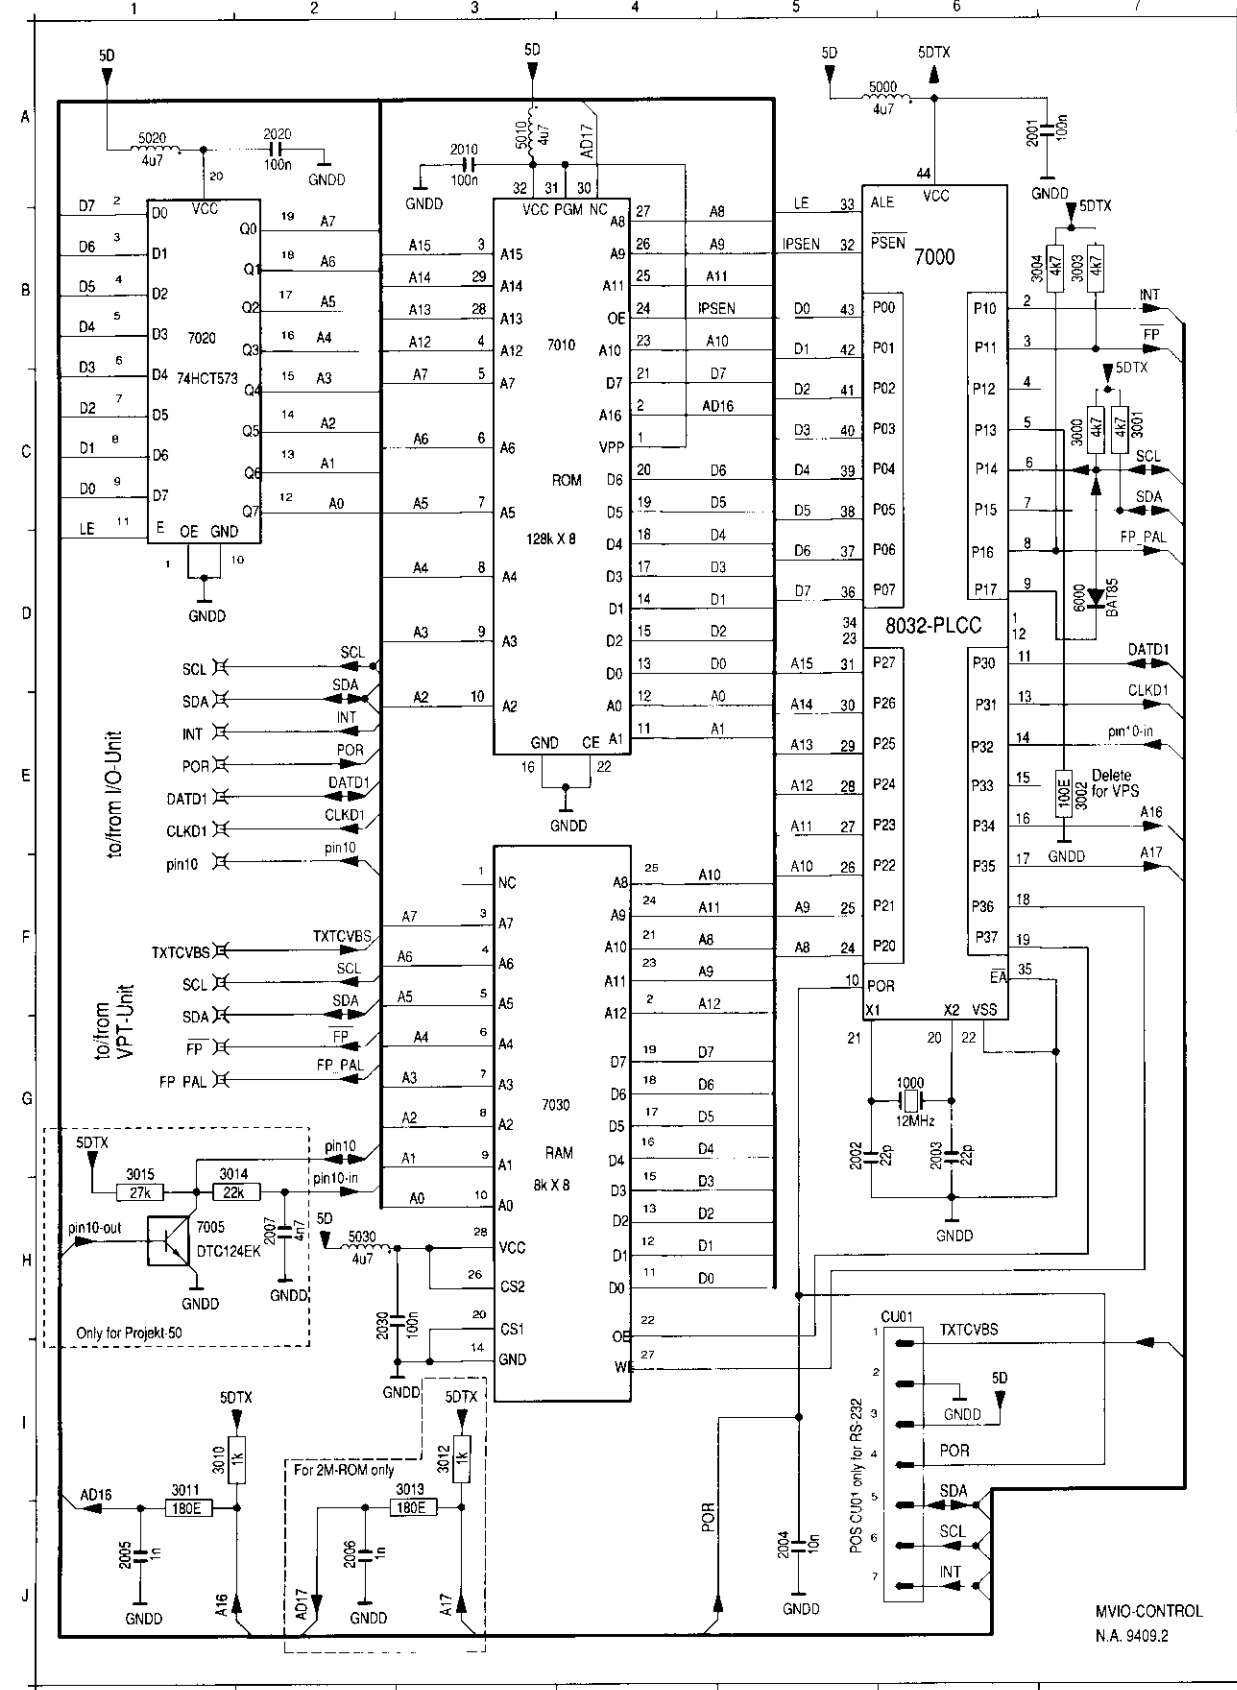 1 2 3 4 5 6 7
A
B
C
D
E
F
G
H
I
J
5D
5020
4u7
2020
100n
GNDD
20
VCC
D7 2 D0
D6 3 D1
D5 4 D2
D4 5 D3
D3 6 D4
D2 7 D5
D1 8 D6
D0 9 D7
LE 11 E
7020
74HCT573
Q0 19 A7
Q1 18 A6
Q2 17 A5
Q3 16 A4
Q4 15 A3
Q5 14 A2
Q6 13 A1
Q7 12 A0
OE GND
1 10
GNDD
5D
5010
4u7
AD17
2010
100n
GNDD
32 31 30
VCC PGM NC
A15 3 A15
A14 29 A14
A13 28 A13
A12 4 A12
A7 5 A7
A6 6 A6
A5 7 A5
A4 8 A4
A3 9 A3
A2 10 A2
7010
ROM
128k X 8
A8 27 A8
A9 26 A9
A11 25 A11
OE 24 IPSEN
A10 23 A10
D7 21 D7
A16 2 AD16
VPP 1
D6 20 D6
D5 19 D5
D4 18 D4
D3 17 D3
D1 14 D1
D2 15 D2
D0 13 D0
A0 12 A0
A1 11 A1
GND CE
16 22
GNDD
5D
5000
4u7
5DTX
2001
100n
GNDD
44
VCC
LE 33 ALE
IPSEN 32 PSEN
7000
D0 43 P00
D1 42 P01
D2 41 P02
D3 40 P03
D4 39 P04
D5 38 P05
D6 37 P06
D7 36 P07
34
23
8032-PLCC
1
12
A15 31 P27
A14 30 P26
A13 29 P25
A12 28 P24
A11 27 P23
A10 26 P22
A9 25 P21
A8 24 P20
10 POR
X1 X2 VSS
21 20 22
P10 2 INT
P11 3 FP
P12 4
P13 5
P14 6 SCL
P15 7 SDA
P16 8 FP_PAL
P17 9
P30 11 DATD1
P31 13 CLKD1
P32 14 pin10-in
P33 15
P34 16 A16
P35 17 A17
P36 18
P37 19
EA 35
5DTX
3004
4k7
3003
4k7
5DTX
3000
4k7
3001
4k7
6000
BAT85
100E
3002
Delete
for VPS
GNDD
1000
12MHz
2002
22p
2003
22p
GNDD
to/from I/O-Unit
SCL SCL
SDA SDA
INT INT
POR POR
DATD1 DATD1
CLKD1 CLKD1
pin10 pin10
to/from
VPT-Unit
TXTCVBS TXTCVBS
SCL SCL
SDA SDA
FP FP
FP PAL FP_PAL
1 NC
A7 3 A7
A6 4 A6
A5 5 A5
A4 6 A4
A3 7 A3
A2 8 A2
A1 9 A1
A0 10 A0
28 VCC
26 CS2
20 CS1
14 GND
7030
RAM
8k X 8
A8 25 A10
A9 24 A11
A10 21 A8
A11 23 A9
A12 2 A12
D7 19 D7
D6 18 D6
D5 17 D5
D4 16 D4
D3 15 D3
D2 13 D2
D1 12 D1
D0 11 D0
OE 22
WE 27
5DTX
3015
27k
3014
22k
pin10
pin10-in
pin10-out
7005
DTC124EK
GNDD
2007
4n7
GNDD
Only for Projekt-50
5D
5030
4u7
2030
100n
GNDD
5DTX
3010
1k
AD16
3011
180E
2005
1n
GNDD
A16
For 2M-ROM only
5DTX
3012
1k
3013
180E
2006
1n
GNDD
AD17
A17
POR
2004
10n
GNDD
CU01
POS CU01 only for RS-232
1 TXTCVBS
2 GNDD
3 5D
4 POR
5 SDA
6 SCL
7 INT
MVIO-CONTROL
N.A. 9409.2